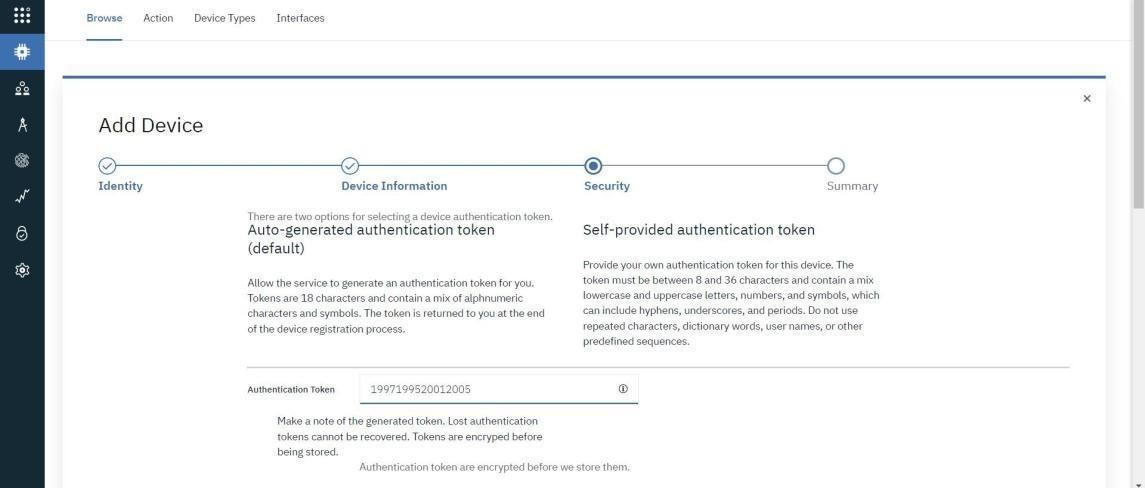 Browse Action Device Types Interfaces
Add Device
Identity Device Information Security Summary
There are two options for selecting a device authentication token.
Auto-generated authentication token
(default)
Allow the service to generate an authentication token for you.
Tokens are 18 characters and contain a mix of alphnumeric
characters and symbols. The token is returned to you at the end
of the device registration process.
Self-provided authentication token
Provide your own authentication token for this device. The
token must be between 8 and 36 characters and contain a mix
lowercase and uppercase letters, numbers, and symbols, which
can include hyphens, underscores, and periods. Do not use
repeated characters, dictionary words, user names, or other
predefined sequences.
Authentication Token 1997199520012005
Make a note of the generated token. Lost authentication
tokens cannot be recovered. Tokens are encryped before
being stored.
Authentication token are encrypted before we store them.